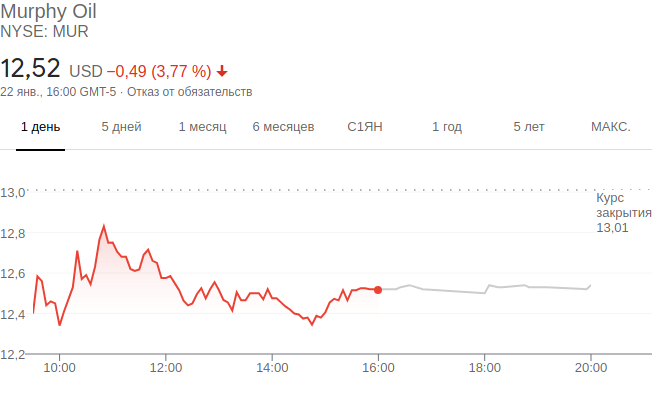 Murphy Oil
NYSE: MUR
12,52 USD −0,49 (3,77 %)
22 янв., 16:00 GMT-5 · Отказ от обязательств
1 день 5 дней 1 месяц 6 месяцев С1ЯН 1 год 5 лет МАКС.
13,0
Курс
закрытия
13,01
12,8
12,6
12,4
12,2
10:00 12:00 14:00 16:00 18:00 20:00